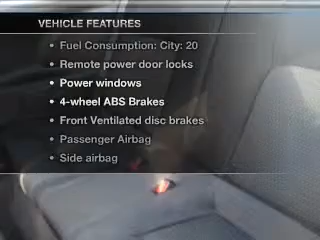 VEHICLE FEATURES
• Fuel Consumption: City: 20
• Remote power door locks
• Power windows
• 4-wheel ABS Brakes
• Front Ventilated disc brakes
• Passenger Airbag
• Side airbag